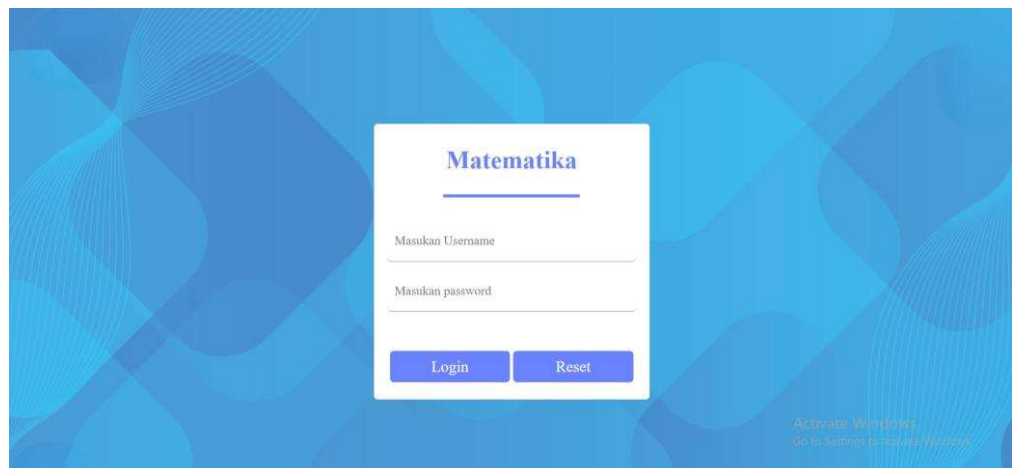 Matematika
Masukan Username
Masukan password
Login Reset
Activate Windows
Go to Settings to activate Windows.